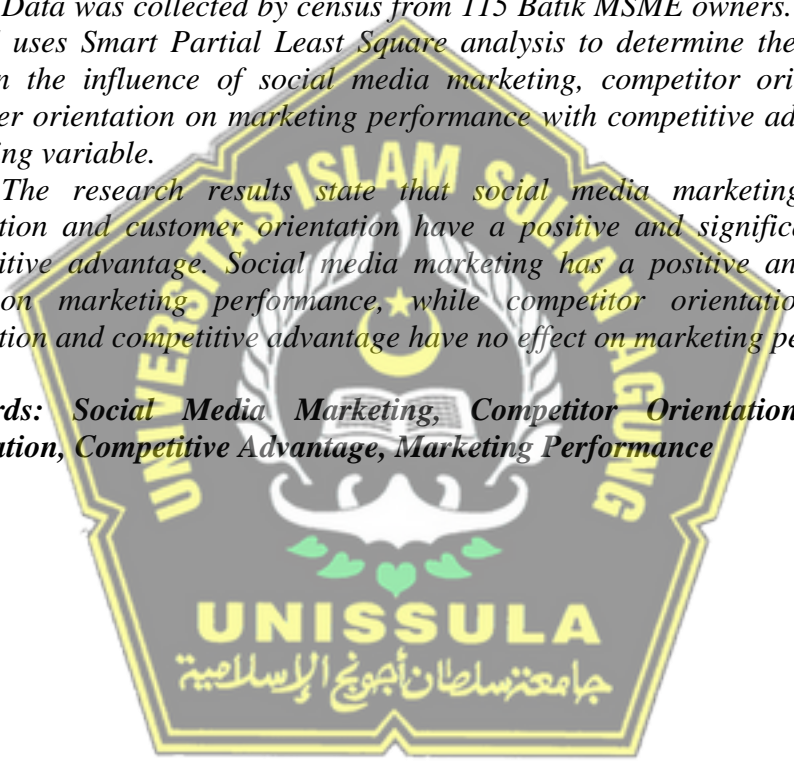 Data was collected by census from 115 Batik MSME owners.
uses Smart Partial Least Square analysis to determine the
n the influence of social media marketing, competitor ori
er orientation on marketing performance with competitive ad
ing variable.
The research results state that social media marketing
tion and customer orientation have a positive and signific
itive advantage. Social media marketing has a positive an
on marketing performance, while competitor orientatio
tion and competitive advantage have no effect on marketing pe
rds: Social Media Marketing, Competitor Orientation
ation, Competitive Advantage, Marketing Performance
UNIVERSITAS ISLAM SULTAN AGUNG
UNISSULA
جامعة سلطان أجونج الإسلامية